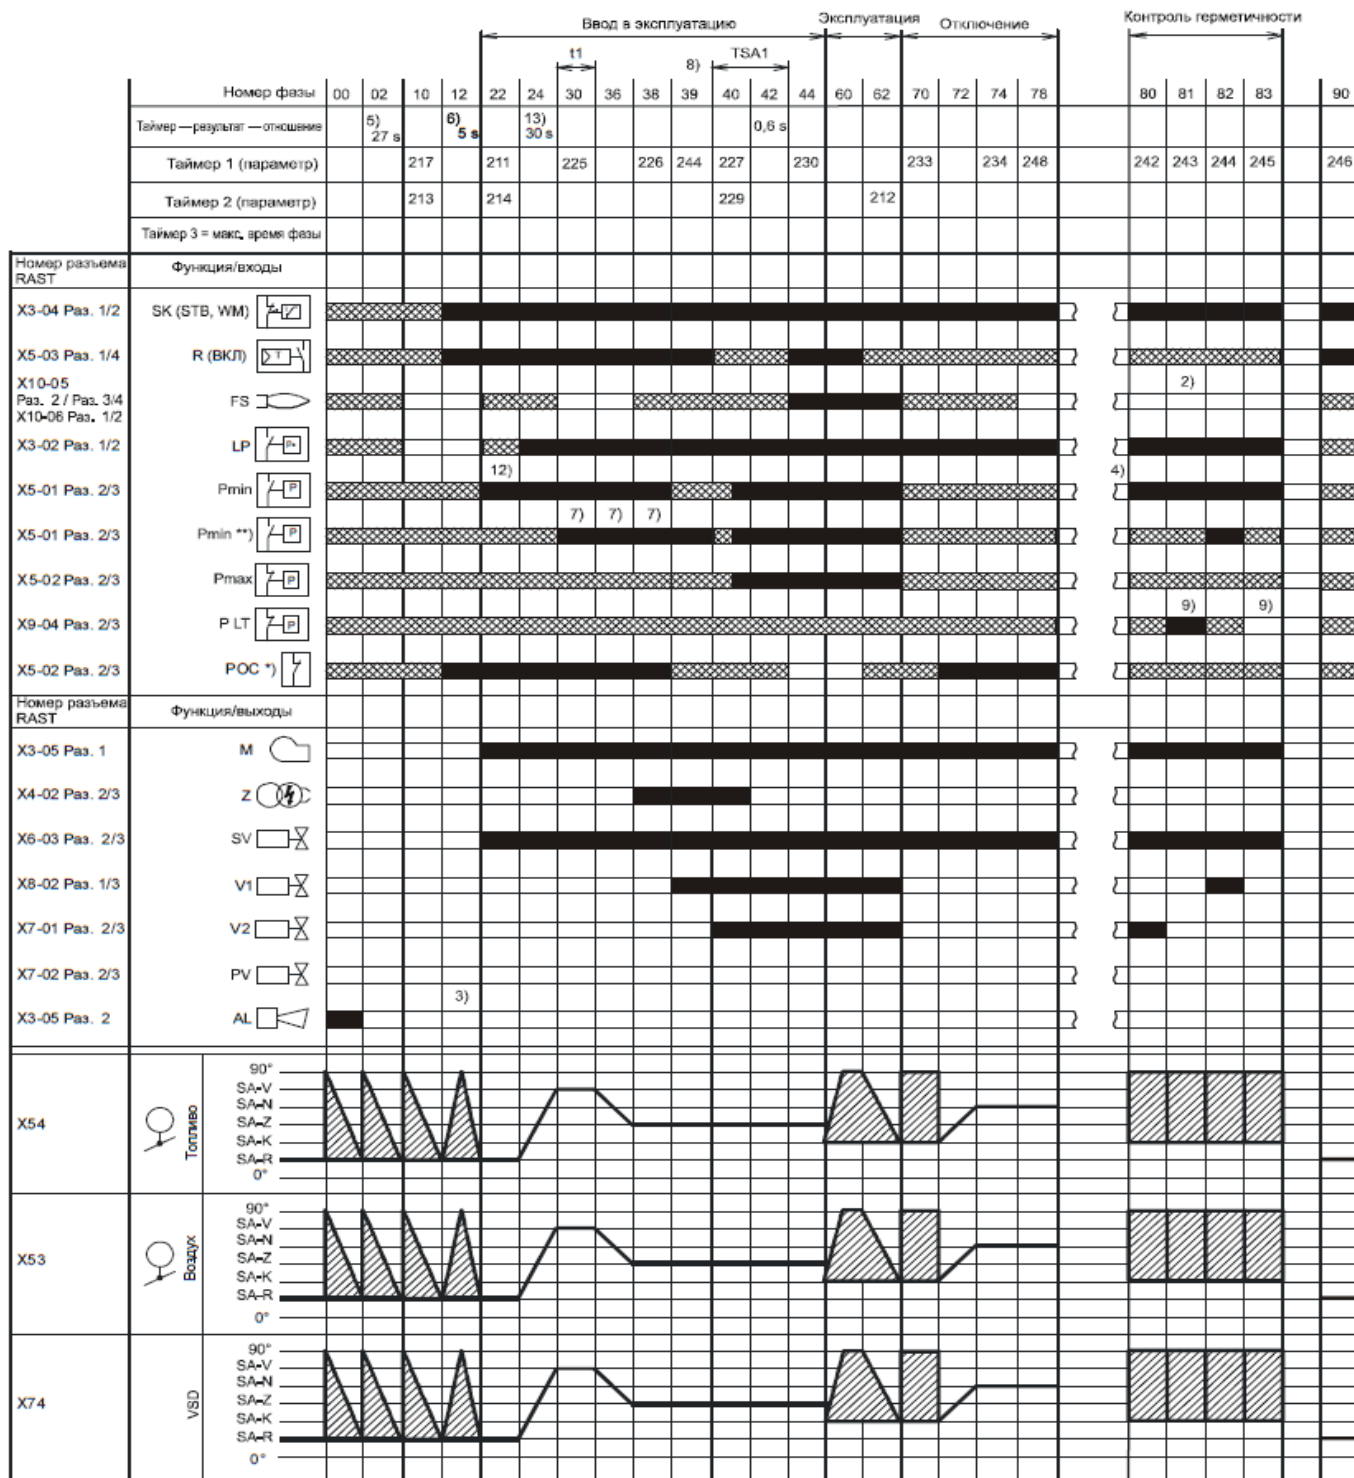 Ввод в эксплуатацию Эксплуатация Отключение Контроль герметичности
t1 8) TSA1
Номер фазы 00 02 10 12 22 24 30 36 38 39 40 42 44 60 62 70 72 74 78 80 81 82 83 90
Таймер —результат — отношение 5) 27 s 6) 5 s 13) 30 s 0,6 s
Таймер 1 (параметр) 217 211 225 226 244 227 230 233 234 248 242 243 244 245 246
Таймер 2 (параметр) 213 214 229 212
Таймер 3 = макс. время фазы
Номер разъема RAST Функция/входы
X3-04 Раз. 1/2 SK (STB, WM)
X5-03 Раз. 1/4 R (ВКЛ)
X10-05 2)
Раз. 2 / Раз. 3/4 FS
X10-06 Раз. 1/2
X3-02 Раз. 1/2 LP
12) 4)
X5-01 Раз. 2/3 Pmin P
7) 7) 7)
X5-01 Раз. 2/3 Pmin **) P
X5-02 Раз. 2/3 Pmax P
9) 9)
X9-04 Раз. 2/3 P LT P
X5-02 Раз. 2/3 POC *)
Номер разъема RAST Функция/выходы
X3-05 Раз. 1 M
X4-02 Раз. 2/3 Z
X6-03 Раз. 2/3 SV
X8-02 Раз. 1/3 V1
X7-01 Раз. 2/3 V2
X7-02 Раз. 2/3 PV
3)
X3-05 Раз. 2 AL
90°
SA-V
SA-N
X54 Топливо SA-Z
SA-K
SA-R
0°
90°
SA-V
SA-N
X53 Воздух SA-Z
SA-K
SA-R
0°
90°
SA-V
SA-N
X74 VSD SA-Z
SA-K
SA-R
0°